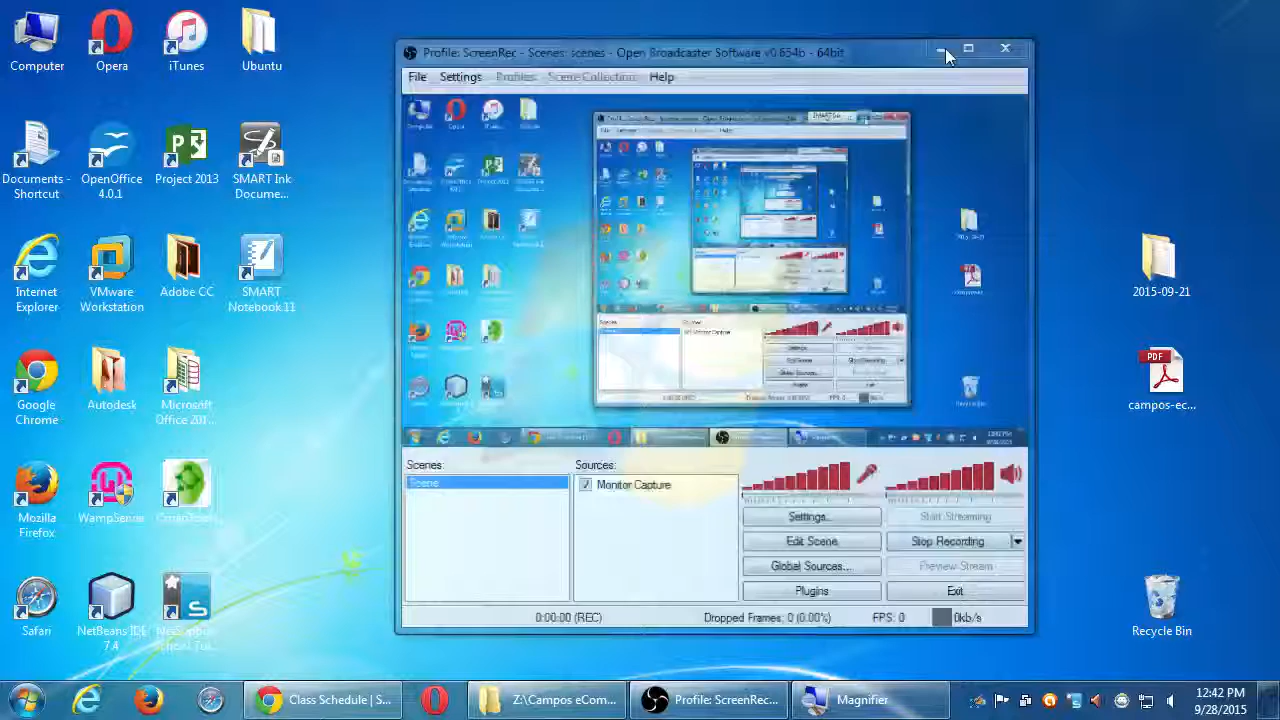 Computer
Opera
iTunes
Ubuntu
Documents - Shortcut
OpenOffice 4.0.1
Project 2013
SMART Ink Docume...
Internet Explorer
VMware Workstation
Adobe CC
SMART Notebook 11
Google Chrome
Autodesk
Microsoft Office 201...
Mozilla Firefox
WampServer
Safari
NetBeans IDE 7.4
Profile: ScreenRec - Scenes: scenes - Open Broadcaster Software v0.654b - 64bit
File Settings Profiles Scene Collection Help
Scenes:
Scene
Sources:
Monitor Capture
Settings...
Start Streaming
Edit Scene
Stop Recording
Global Sources...
Preview Stream
Plugins
Exit
0:00:00 (REC)
Dropped Frames: 0 (0.00%)
FPS: 0
0kb/s
2015-09-21
PDF
campos-ec...
Recycle Bin
Class Schedule | S...
Z:\Campos eCom...
Profile: ScreenRec...
Magnifier
12:42 PM
9/28/2015